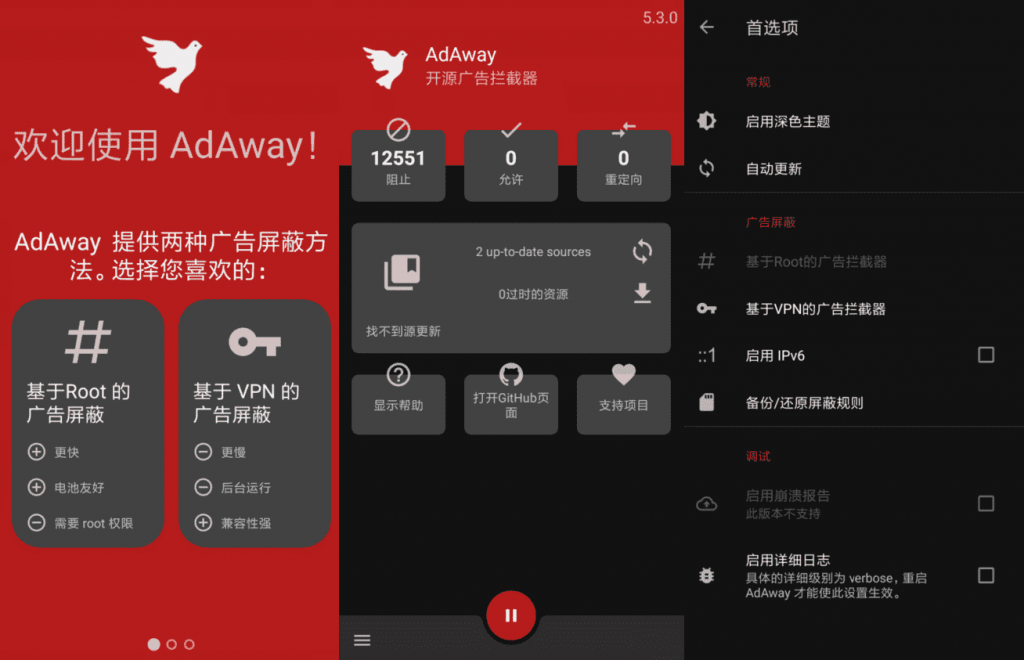 欢迎使用 AdAway！
AdAway 提供两种广告屏蔽方
法。选择您喜欢的：
基于Root 的
广告屏蔽
更快
电池友好
需要 root 权限
基于 VPN 的
广告屏蔽
更慢
后台运行
兼容性强
5.3.0
AdAway
开源广告拦截器
12551
阻止
0
允许
0
重定向
2 up-to-date sources
0过时的资源
找不到源更新
显示帮助
打开GitHub页
面
支持项目
首选项
常规
启用深色主题
自动更新
广告屏蔽
基于Root的广告拦截器
基于VPN的广告拦截器
::1
启用 IPv6
备份/还原屏蔽规则
调试
启用崩溃报告
此版本不支持
启用详细日志
具体的详细级别为 verbose，重启
AdAway 才能使此设置生效。